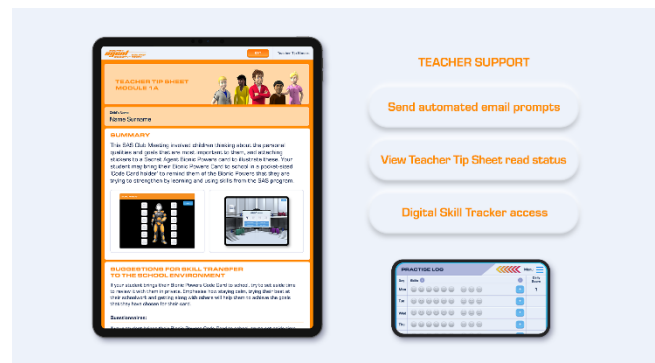 TEACHER TIP SHEET
MODULE 1A
Name Surname
SUMMARY
This SAS Club Meeting involved children thinking about the personal
qualities and goals that are most important to them, and attaching
stickers to a Secret Agent Bionic Powers card to illustrate these. Your
student may bring their Bionic Powers Card to school in a pocket-sized
'Code Card holder' to remind them of the Bionic Powers that they are
trying to strengthen by learning and using skills from the SAS program.
SUGGESTIONS FOR SKILL TRANSFER
TO THE SCHOOL ENVIRONMENT
If your student brings their Bionic Powers Code Card to school, try to set aside time
to review it with them in private. Emphasise how staying calm, trying their best at
their schoolwork and getting along with others will help them to achieve the goals
that they have chosen for their card.
TEACHER SUPPORT
Send automated email prompts
View Teacher Tip Sheet read status
Digital Skill Tracker access
PRACTICE LOG
Day Skills
Mon 1
Tue
Wed
Thu